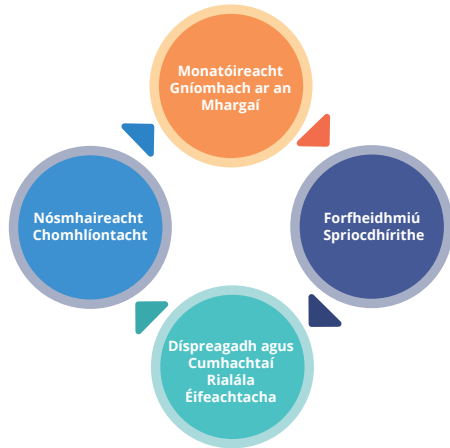 Monatóireacht
Gníomhach ar an
Mhargaí
Nósmhaireacht
Chomhlíontacht
Forfheidhmiú
Spriocdhírithe
Díspreagadh agus
Cumhachtaí
Rialála
Éifeachtacha